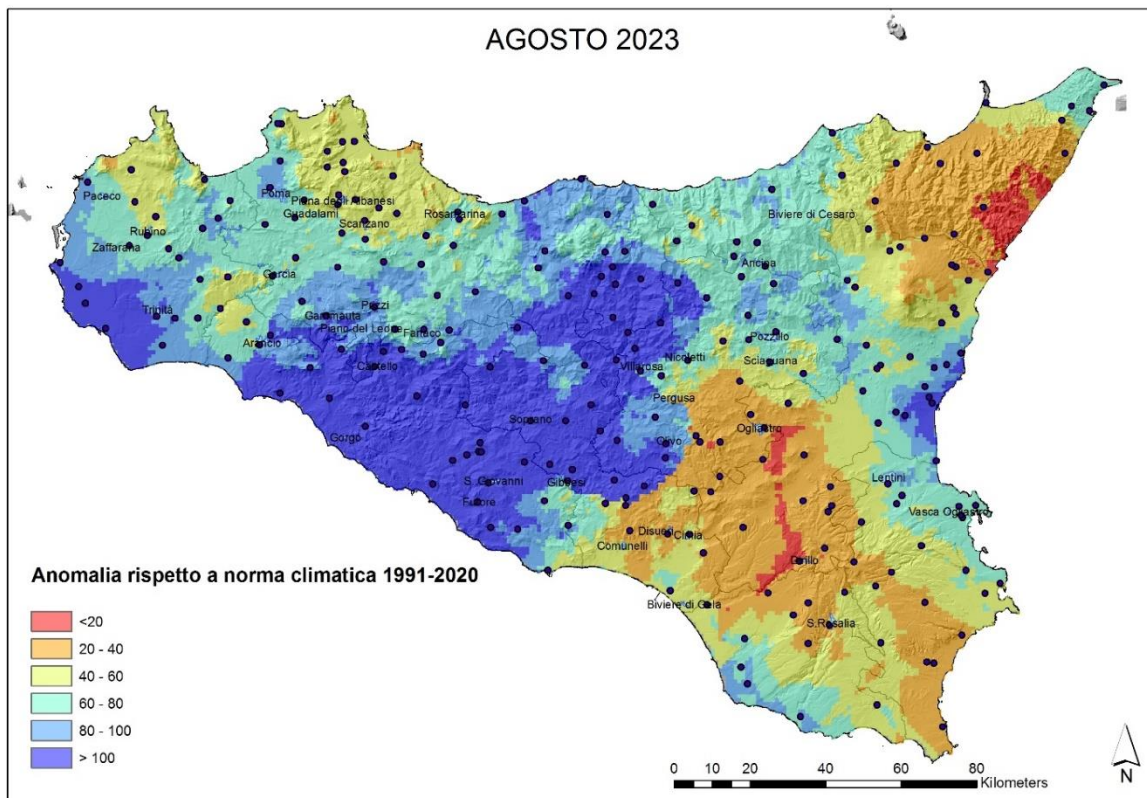 AGOSTO 2023
Poma
Paceco
Piana degli Albanesi
Guadalami
Rosamarina
Scanzano
Biviere di Cesarò
Rubino
Zaffarana
Garcia
Ancipa
Trinità
Pozzi
Gammauta
Piano del Leone
Fanaco
Arancio
Pozzillo
Nicoletti
Sciaguana
Castello
Villarosa
Pergusa
Soprano
Ogliastro
Gorgo
Olivo
S. Giovanni
Gibbesi
Lentini
Furore
Vasca Ogliastro
Disueri
Cimia
Comunelli
Anomalia rispetto a norma climatica 1991-2020
Dirillo
Biviere di Gela
S.Rosalia
<20
20 - 40
40 - 60
60 - 80
80 - 100
> 100
0 10 20 40 60 80
Kilometers
N